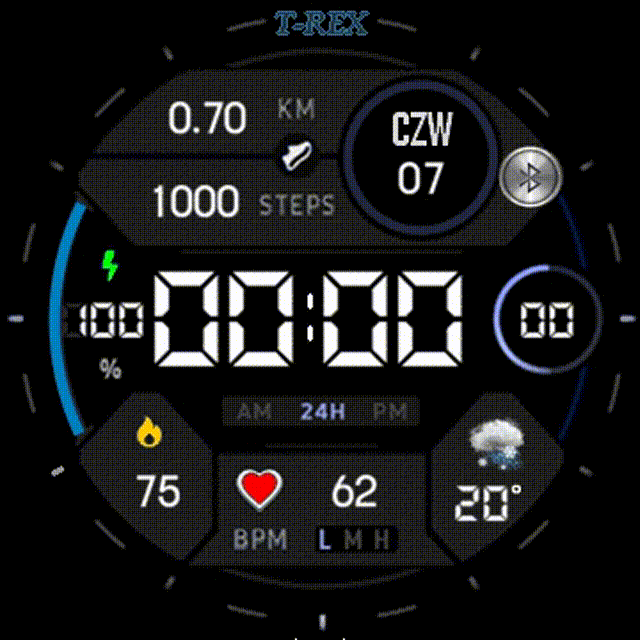 T-REX
0.70 KM
CZW
07
1000 STEPS
100
%
00:00
00
AM 24H PM
75
62
BPM
L M H
20°